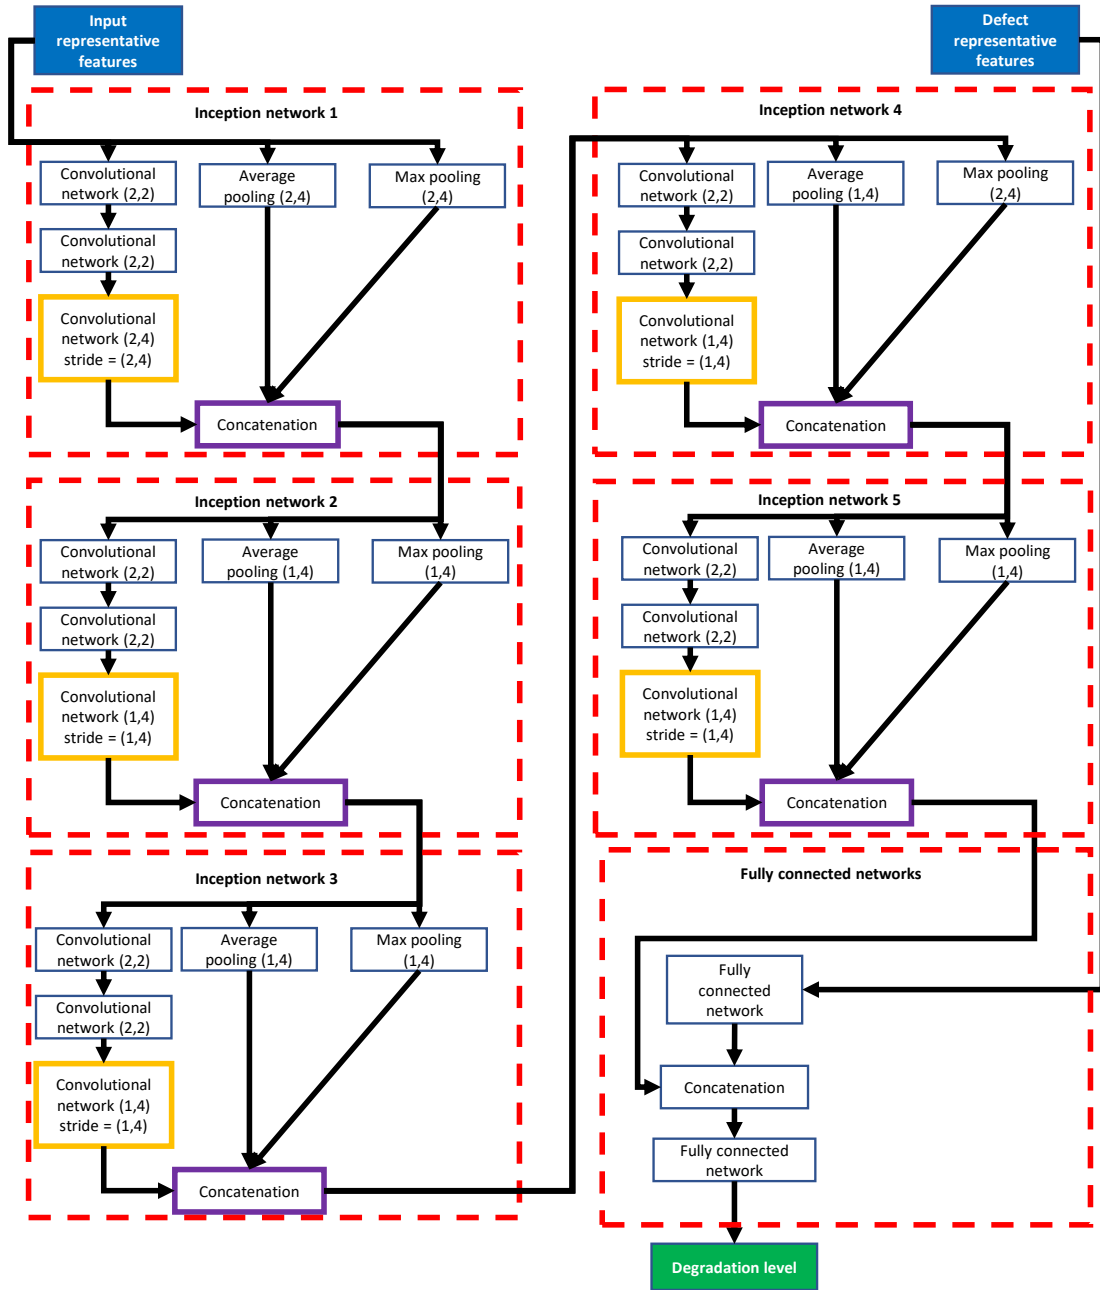 Input
representative
features
Defect
representative
features
Inception network 1
Convolutional
network (2,2)
Average
pooling (2,4)
Max pooling
(2,4)
Convolutional
network (2,2)
Convolutional
network (2,4)
stride = (2,4)
Concatenation
Inception network 2
Convolutional
network (2,2)
Average
pooling (1,4)
Max pooling
(1,4)
Convolutional
network (2,2)
Convolutional
network (1,4)
stride = (1,4)
Concatenation
Inception network 3
Convolutional
network (2,2)
Average
pooling (1,4)
Max pooling
(1,4)
Convolutional
network (2,2)
Convolutional
network (1,4)
stride = (1,4)
Concatenation
Inception network 4
Convolutional
network (2,2)
Average
pooling (1,4)
Max pooling
(2,4)
Convolutional
network (2,2)
Convolutional
network (1,4)
stride = (1,4)
Concatenation
Inception network 5
Convolutional
network (2,2)
Average
pooling (1,4)
Max pooling
(1,4)
Convolutional
network (2,2)
Convolutional
network (1,4)
stride = (1,4)
Concatenation
Fully connected networks
Fully
connected
network
Concatenation
Fully connected
network
Degradation level